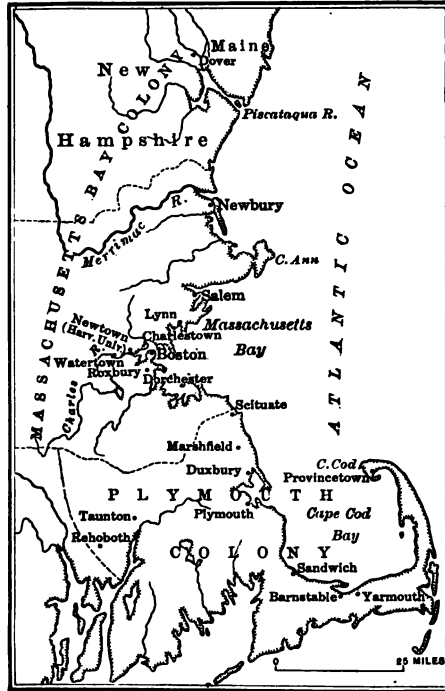 Maine
New
Dover
Piscataqua R.
Hampshire
MASSACHUSETTS BAY COLONY
ATLANTIC OCEAN
Newbury
Merrimac R.
C. Ann
Salem
Lynn
Massachusetts
Bay
Newtown
(Harv. Univ.)
Charlestown
Boston
Watertown
Roxbury
Dorchester
Charles R.
Scituate
Marshfield
Duxbury
C. Cod
Provincetown
PLYMOUTH
Plymouth
Cape Cod
Bay
Taunton
Rehoboth
COLONY
Sandwich
Barnstable
Yarmouth
0 25 MILES